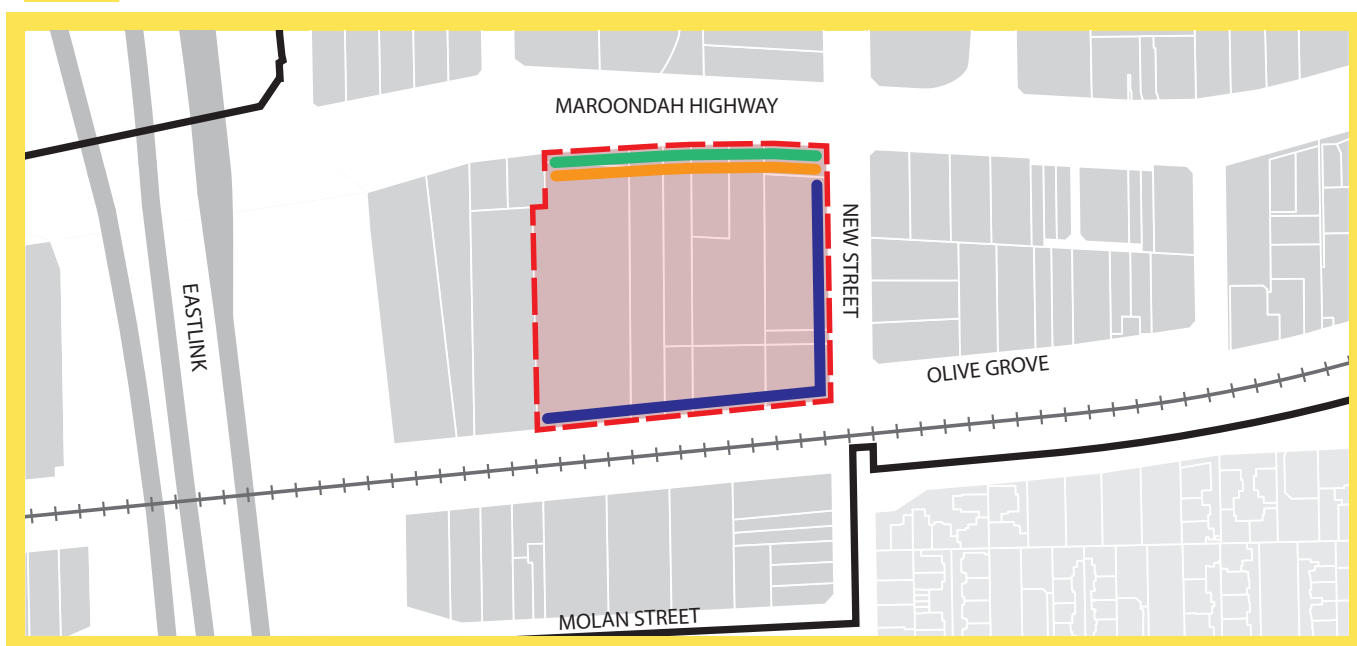 MAROONDAH HIGHWAY
NEW STREET
EASTLINK
OLIVE GROVE
MOLAN STREET